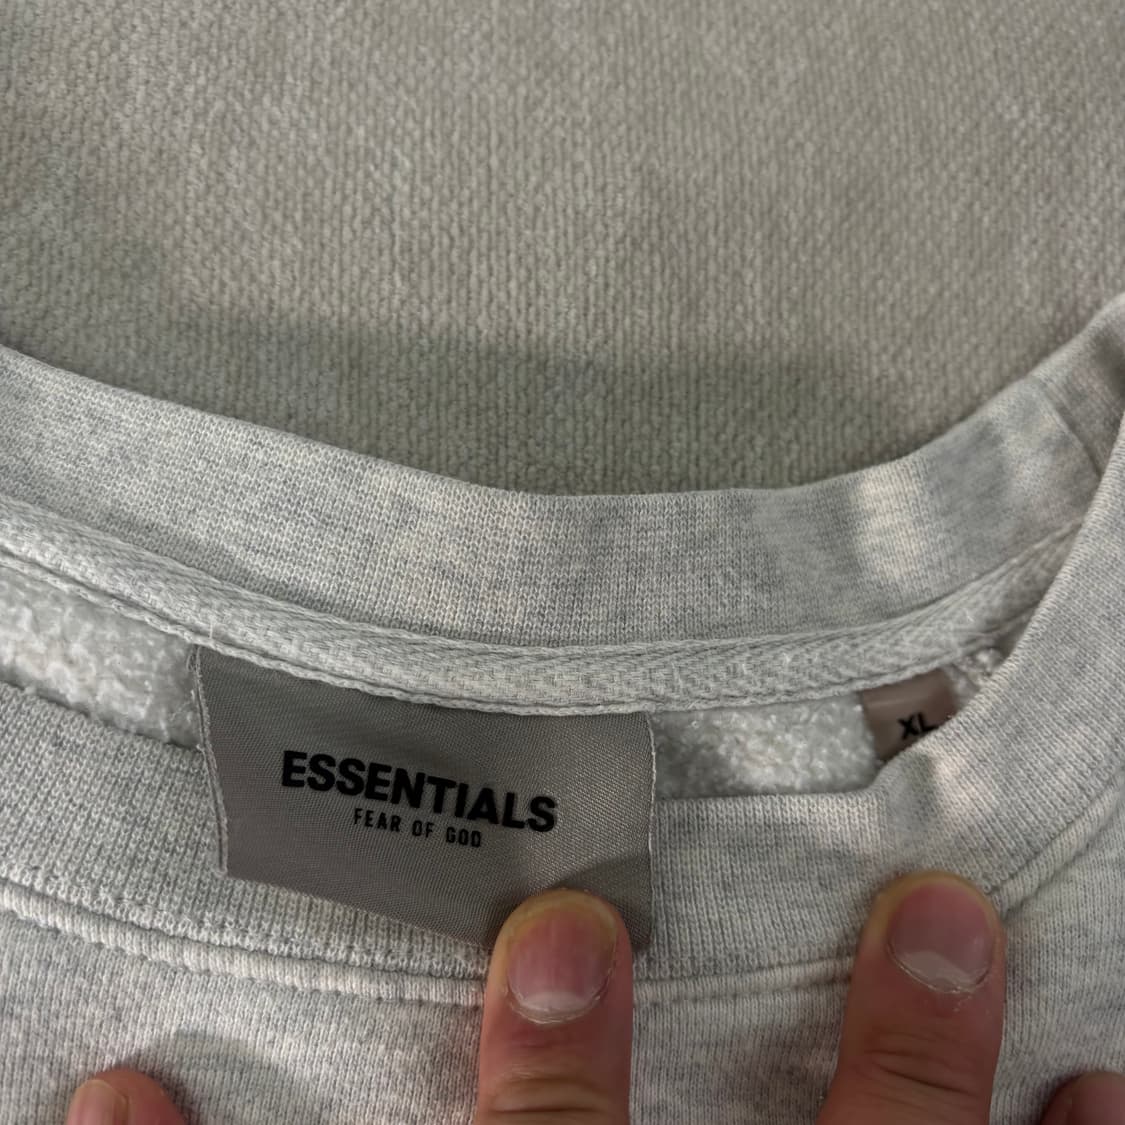 ESSENTIALS
FEAR OF GOD
XL